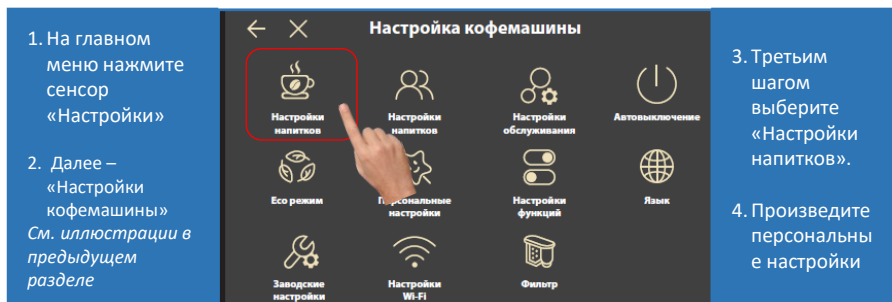 1. На главном
меню нажмите
сенсор
«Настройки»
2. Далее –
«Настройки
кофемашины»
См. иллюстрации в
предыдущем
разделе
Настройка кофемашины
Настройки
напитков
Настройки
напитков
Настройки
обслуживания
Автовыключение
Eco режим
Персональные
настройки
Настройки
функций
Язык
Заводские
настройки
Настройки
Wi-Fi
Фильтр
3. Третьим
шагом
выберите
«Настройки
напитков».
4. Произведите
персональны
е настройки